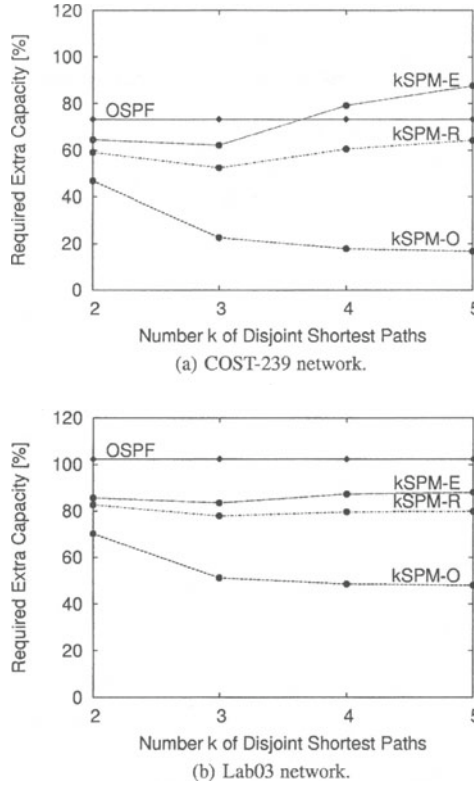 120
100
80
60
40
20
0
Required Extra Capacity [%]
OSPF
kSPM-E
kSPM-R
kSPM-O
2
3
4
5
Number k of Disjoint Shortest Paths
(a) COST-239 network.
120
100
80
60
40
20
0
Required Extra Capacity [%]
OSPF
kSPM-E
kSPM-R
kSPM-O
2
3
4
5
Number k of Disjoint Shortest Paths
(b) Lab03 network.